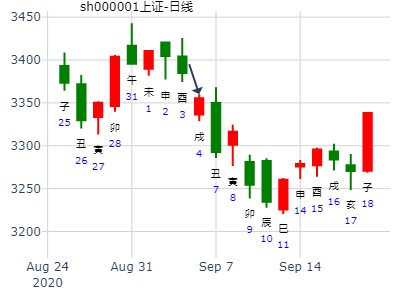 sh000001上证-日线
3450
3400
3350
3300
3250
3200
子
25
丑
26
寅
27
卯
28
午
31
未
1
申
2
酉
3
戌
4
丑
7
寅
8
卯
9
辰
10
巳
11
申
14
酉
15
戌
16
亥
17
子
18
Aug 24
2020
Aug 31
Sep 7
Sep 14